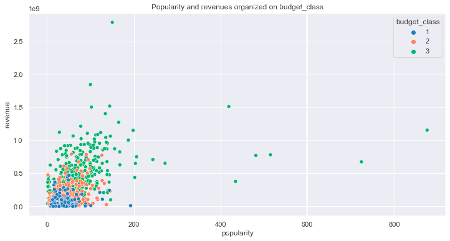 Popularity and revenues organized on budget_class
1e9
budget_class
1
2
3
2.5
2.0
1.5
1.0
0.5
0.0
revenue
0
200
400
600
800
popularity